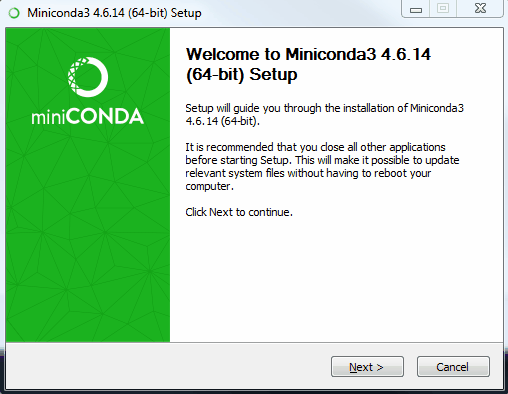 Miniconda3 4.6.14 (64-bit) Setup
miniCONDA
Welcome to Miniconda3 4.6.14
(64-bit) Setup
Setup will guide you through the installation of Miniconda3
4.6.14 (64-bit).
It is recommended that you close all other applications
before starting Setup. This will make it possible to update
relevant system files without having to reboot your
computer.
Click Next to continue.
Next >
Cancel